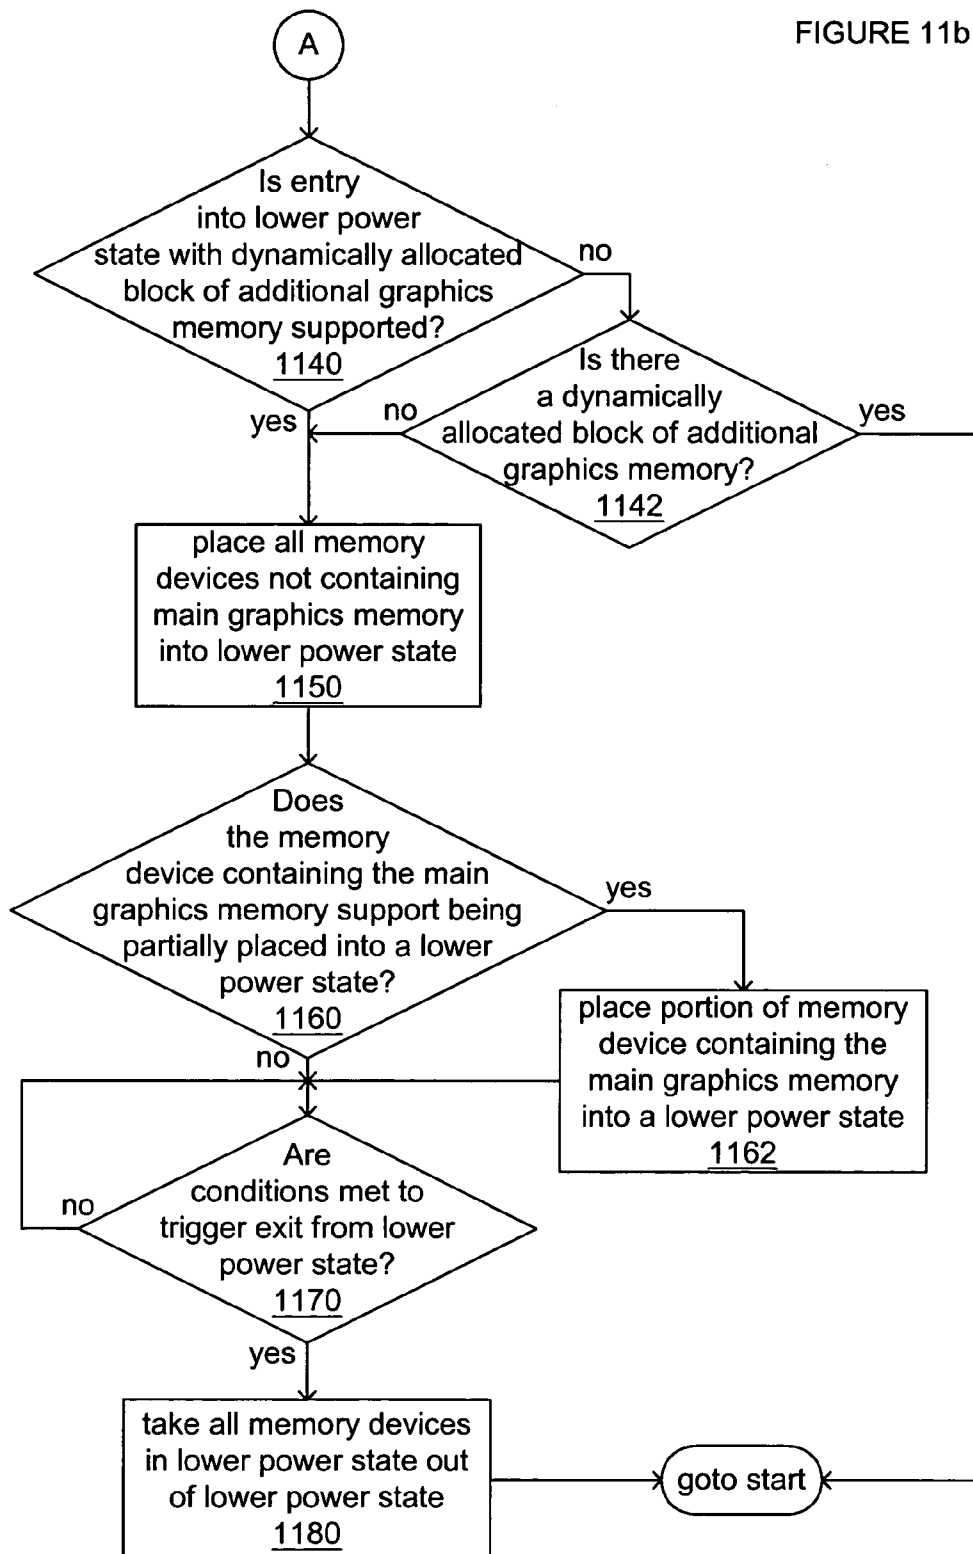 FIGURE 11b
A
Is entry
into lower power
state with dynamically allocated
block of additional graphics
memory supported?
1140
no
yes
Is there
a dynamically
allocated block of additional
graphics memory?
1142
no
yes
place all memory
devices not containing
main graphics memory
into lower power state
1150
Does
the memory
device containing the main
graphics memory support being
partially placed into a lower
power state?
1160
yes
no
place portion of memory
device containing the
main graphics memory
into a lower power state
1162
Are
conditions met to
trigger exit from lower
power state?
1170
no
yes
take all memory devices
in lower power state out
of lower power state
1180
goto start